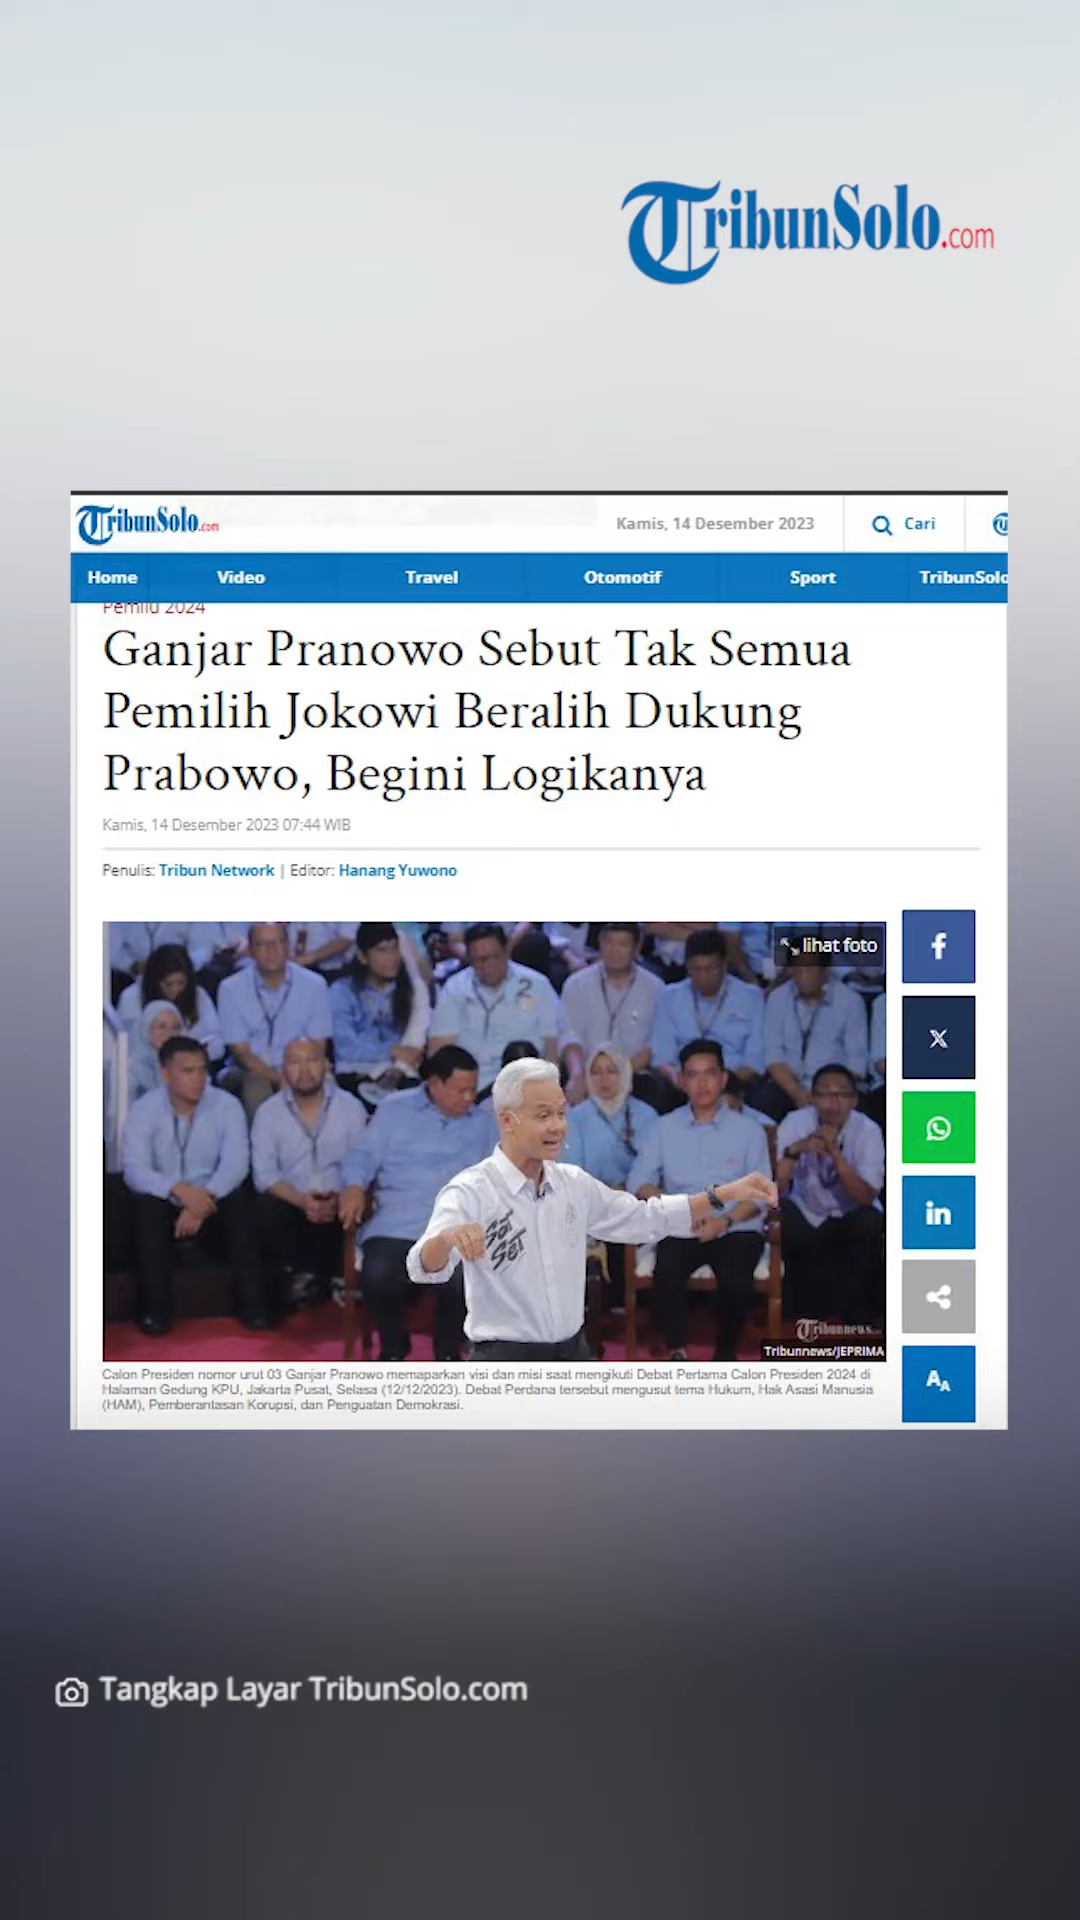 TribunSolo.com
TribunSolo.com
Kamis, 14 Desember 2023
Cari
Home Video Travel Otomotif Sport TribunSolo
Pemilu 2024
Ganjar Pranowo Sebut Tak Semua
Pemilih Jokowi Beralih Dukung
Prabowo, Begini Logikanya
Kamis, 14 Desember 2023 07:44 WIB
Penulis: Tribun Network | Editor: Hanang Yuwono
lihat foto
2
SAT
SET
Tribunnews...
Tribunnews/JEPRIMA
Calon Presiden nomor urut 03 Ganjar Pranowo memaparkan visi dan misi saat mengikuti Debat Pertama Calon Presiden 2024 di
Halaman Gedung KPU, Jakarta Pusat, Selasa (12/12/2023). Debat Perdana tersebut mengusut tema Hukum, Hak Asasi Manusia
(HAM), Pemberantasan Korupsi, dan Penguatan Demokrasi.
Tangkap Layar TribunSolo.com